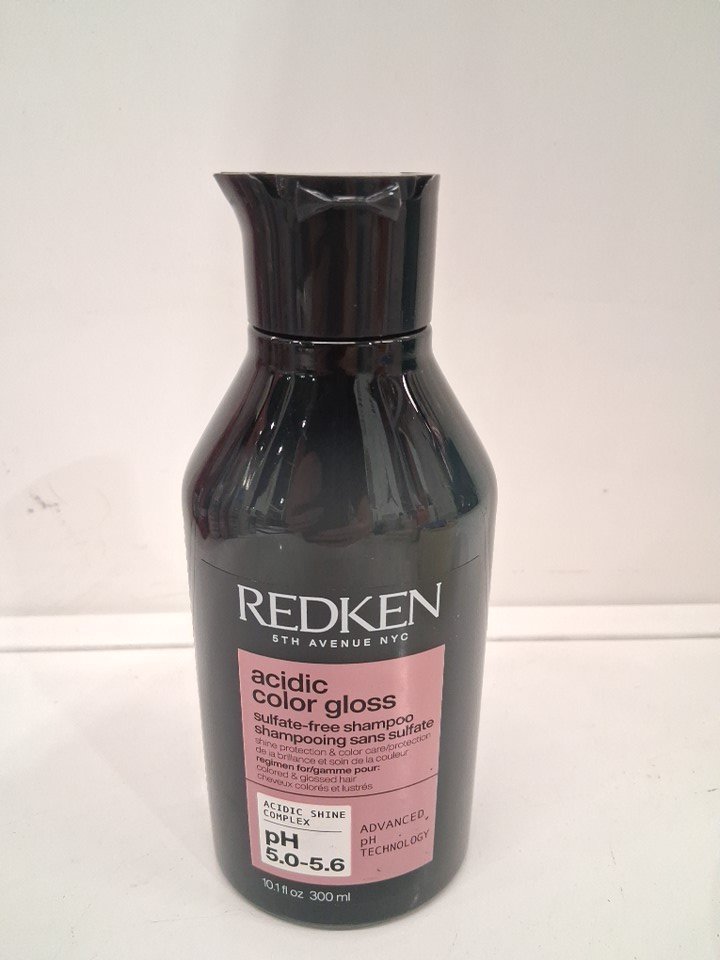 REDKEN
5TH AVENUE NYC
acidic
color gloss
sulfate-free shampoo
shampooing sans sulfate
shine protection & color care/protection
de la brillance et soin de la couleur
regimen for/gamme pour:
colored & glossed hair
cheveux colorés et lustrés
ACIDIC SHINE
COMPLEX
pH
5.0-5.6
ADVANCED
pH
TECHNOLOGY
10.1 fl oz 300 ml